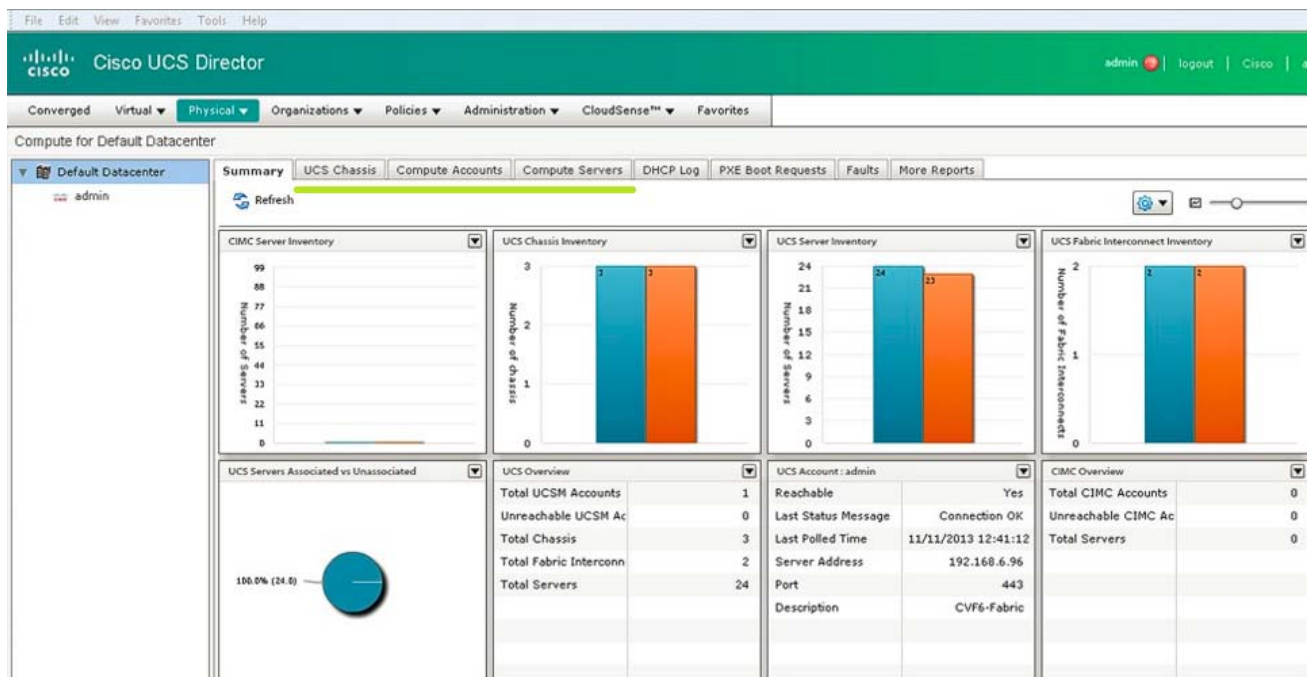 File Edit View Favorites Tools Help
cisco Cisco UCS Director
admin logout | Cisco |
Converged Virtual Physical Organizations Policies Administration CloudSense™ Favorites
Compute for Default Datacenter
Default Datacenter
admin
Summary UCS Chassis Compute Accounts Compute Servers DHCP Log PXE Boot Requests Faults More Reports
Refresh
CIMC Server Inventory
Number of Servers
99
88
77
66
55
44
33
22
11
0
UCS Chassis Inventory
Number of chassis
3
2
1
0
3 3
UCS Server Inventory
Number of Servers
24
21
18
15
12
9
6
3
0
24 23
UCS Fabric Interconnect Inventory
Number of Fabric Interconnects
2
1
0
2 2
UCS Servers Associated vs Unassociated
100.0% (24.0)
UCS Overview
Total UCSM Accounts 1
Unreachable UCSM Ac 0
Total Chassis 3
Total Fabric Interconn 2
Total Servers 24
UCS Account : admin
Reachable Yes
Last Status Message Connection OK
Last Polled Time 11/11/2013 12:41:12
Server Address 192.168.6.96
Port 443
Description CVF6-Fabric
CIMC Overview
Total CIMC Accounts 0
Unreachable CIMC Ac 0
Total Servers 0